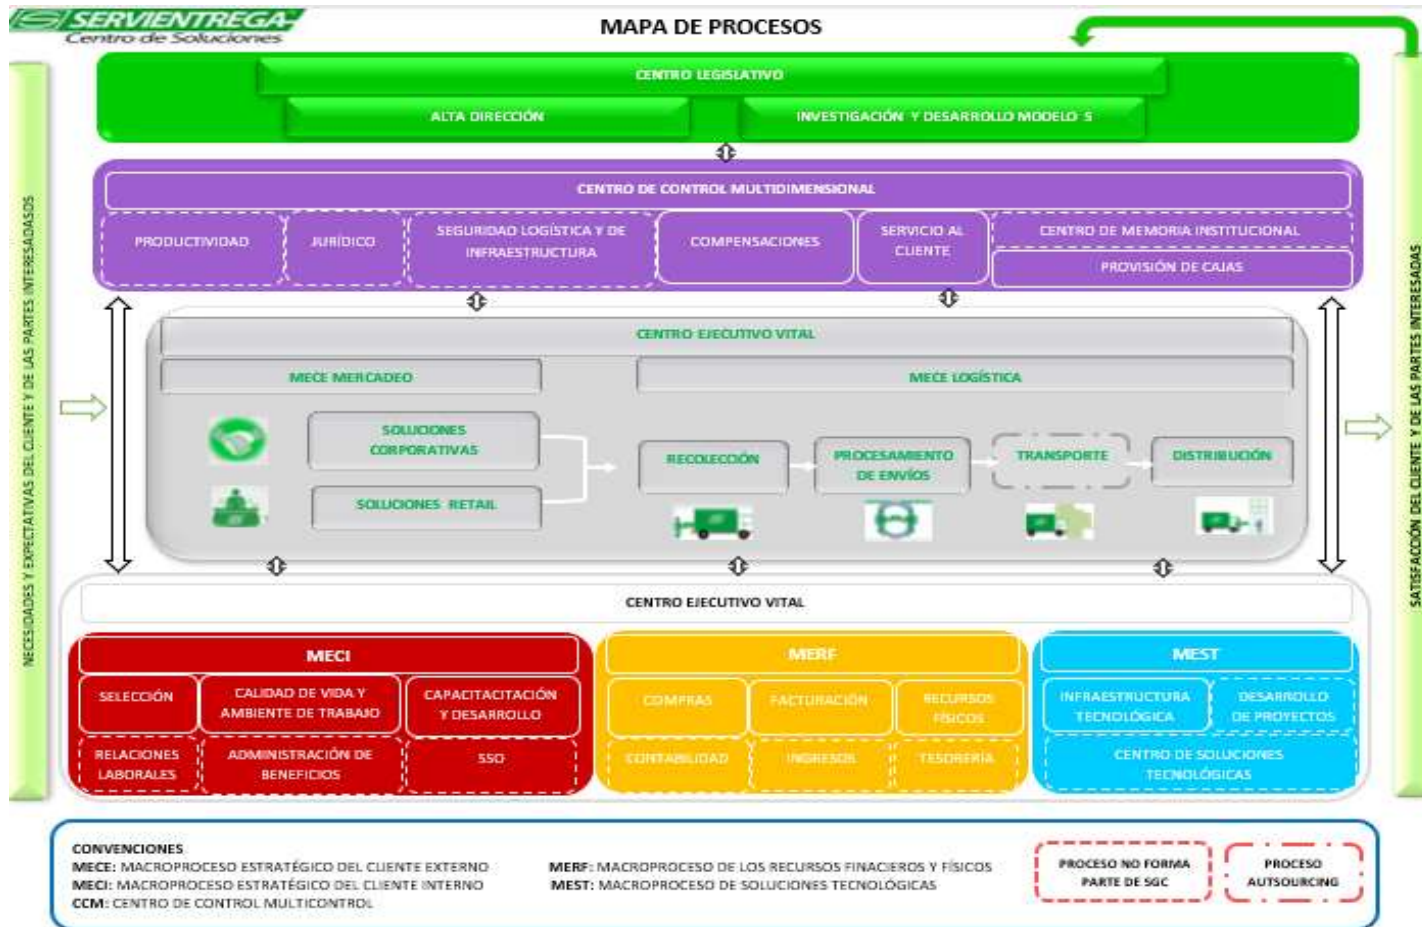 SERVIENTREGA
Centro de Soluciones
MAPA DE PROCESOS
NECESIDADES Y EXPECTATIVAS DEL CLIENTE Y DE LAS PARTES INTERESADASOS
CENTRO LEGISLATIVO
ALTA DIRECCIÓN
INVESTIGACIÓN Y DESARROLLO MODELO S
CENTRO DE CONTROL MULTIDIMENSIONAL
PRODUCTIVIDAD
JURÍDICO
SEGURIDAD LOGÍSTICA Y DE
INFRAESTRUCTURA
COMPENSACIONES
SERVICIO AL
CLIENTE
CENTRO DE MEMORIA INSTITUCIONAL
PROVISIÓN DE CAJAS
CENTRO EJECUTIVO VITAL
MECE MERCADEO
MECE LOGÍSTICA
SOLUCIONES
CORPORATIVAS
SOLUCIONES RETAIL
RECOLECCIÓN
PROCESAMIENTO
DE ENVÍOS
TRANSPORTE
DISTRIBUCIÓN
CENTRO EJECUTIVO VITAL
MECI
SELECCIÓN
CALIDAD DE VIDA Y
AMBIENTE DE TRABAJO
CAPACITACITACIÓN
Y DESARROLLO
RELACIONES
LABORALES
ADMINISTRACIÓN DE
BENEFICIOS
SSO
MERF
COMPRAS
FACTURACIÓN
RECURSOS
FÍSICOS
CONTABILIDAD
INGRESOS
TESORERÍA
MEST
INFRAESTRUCTURA
TECNOLÓGICA
DESARROLLO
DE PROYECTOS
CENTRO DE SOLUCIONES
TECNOLÓGICAS
SATISFACCIÓN DEL CLIENTE Y DE LAS PARTES INTERESADAS
CONVENCIONES
MECE: MACROPROCESO ESTRATÉGICO DEL CLIENTE EXTERNO
MECI: MACROPROCESO ESTRATÉGICO DEL CLIENTE INTERNO
CCM: CENTRO DE CONTROL MULTICONTROL
MERF: MACROPROCESO DE LOS RECURSOS FINACIEROS Y FÍSICOS
MEST: MACROPROCESO DE SOLUCIONES TECNOLÓGICAS
PROCESO NO FORMA
PARTE DE SGC
PROCESO
AUTSOURCING